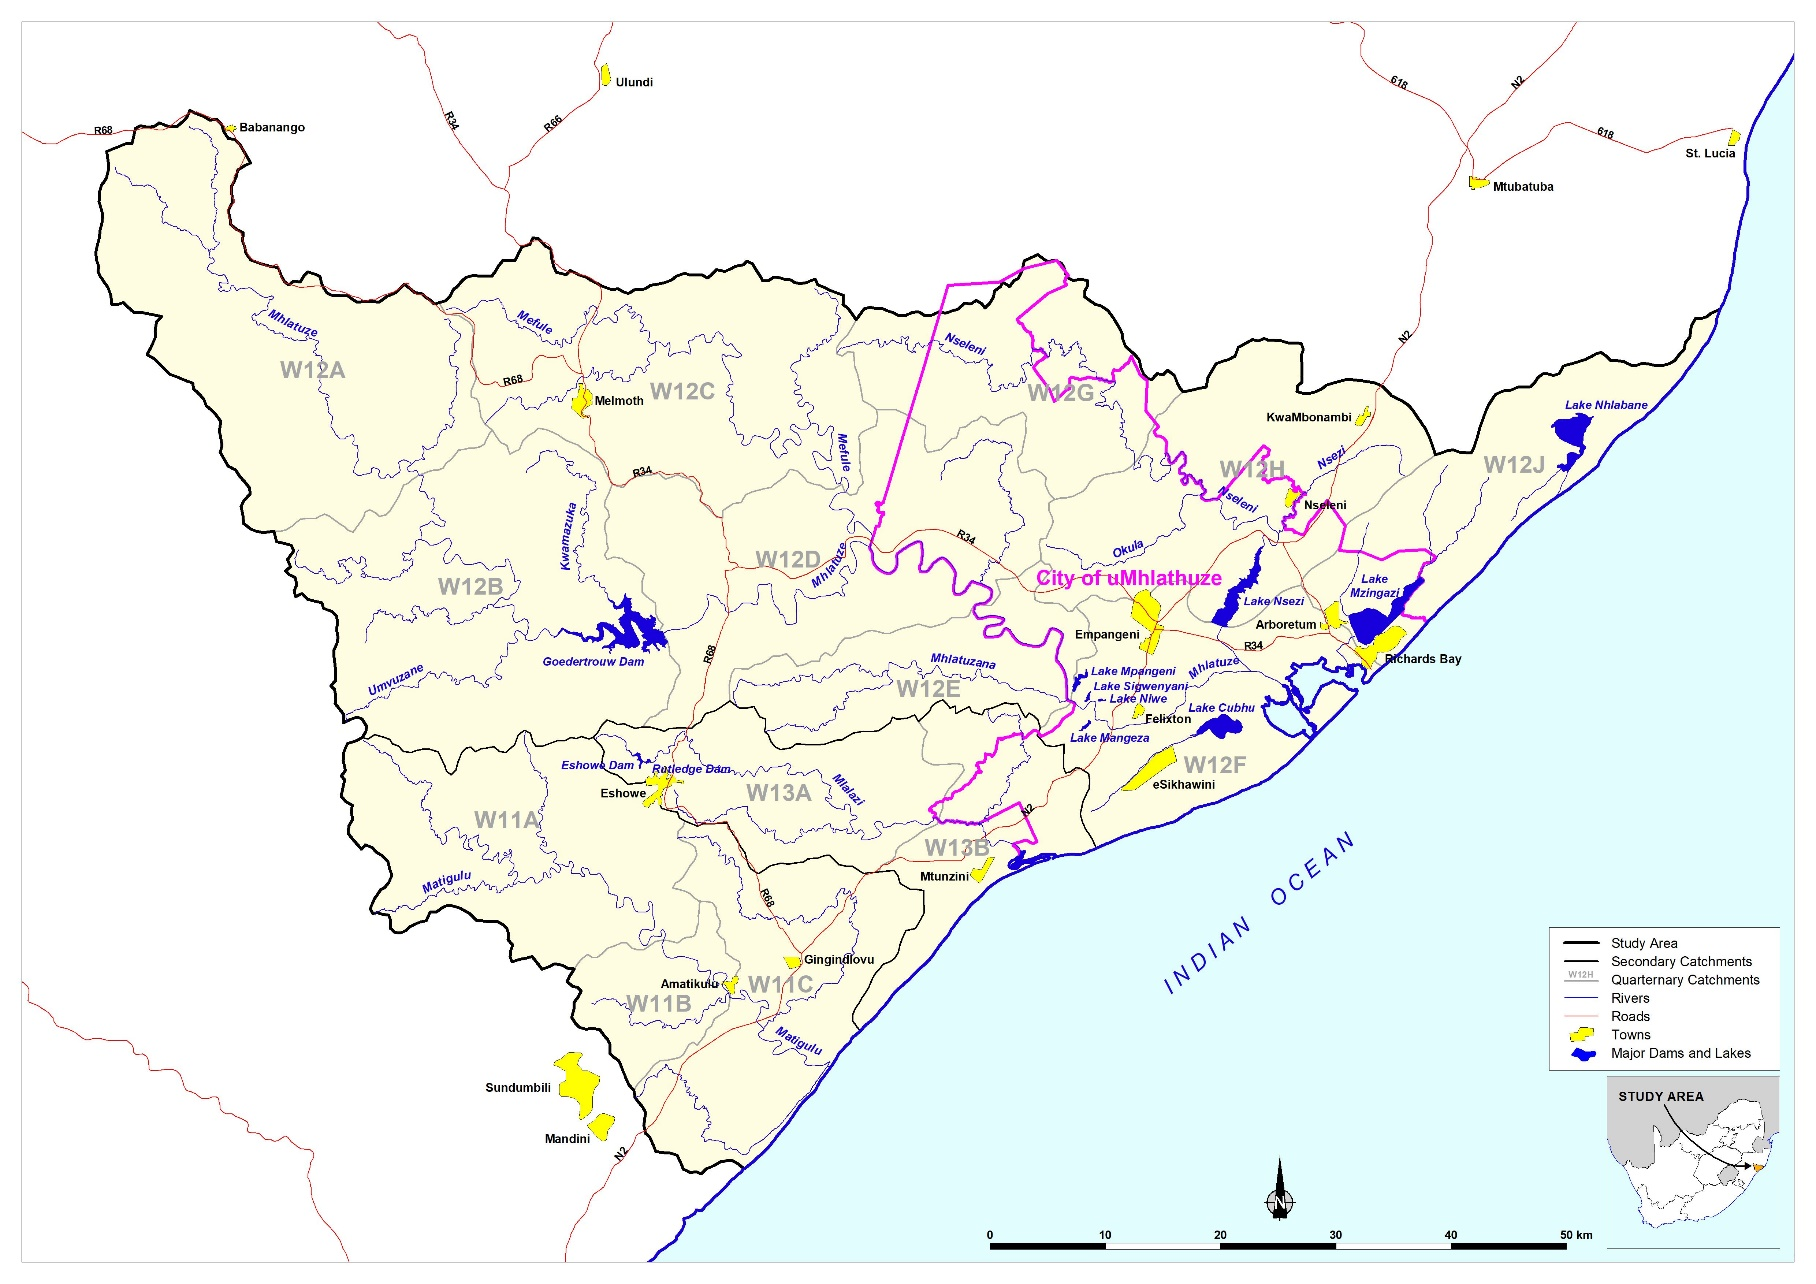 Ulundi
618
N2
R34
R66
R68
Babanango
618
St. Lucia
Mtubatuba
Mhlatuze
Mefule
Nseleni
N2
W12A
R68
W12C
W12G
Melmoth
KwaMbonambi
Lake Nhlabane
Mefule
Nsezi
W12H
W12J
R34
Nseleni
Nseleni
Kwamazuka
R34
Okula
W12D
Mhlatuze
W12B
City of uMhlathuze
Lake
Mzingazi
Lake Nsezi
Arboretum
Empangeni
R34
Goedertrouw Dam
R68
Richards Bay
Umvuzane
Mhlatuzana
W12E
Lake Mpangeni
Mhlatuze
Lake Sigwenyani
Lake Niwe
Lake Cubhu
Felixton
Lake Mangeza
Eshowe Dam
Rutledge Dam
W12F
eSikhawini
Eshowe
W13A
Mlalazi
N2
W11A
W13B
Mtunzini
Matigulu
R68
INDIAN OCEAN
Gingindlovu
Amatikulu
W11C
W11B
Matigulu
Sundumbili
Mandini
N2
Study Area
Secondary Catchments
W12H
Quarternary Catchments
Rivers
Roads
Towns
Major Dams and Lakes
STUDY AREA
N
0 10 20 30 40 50 km